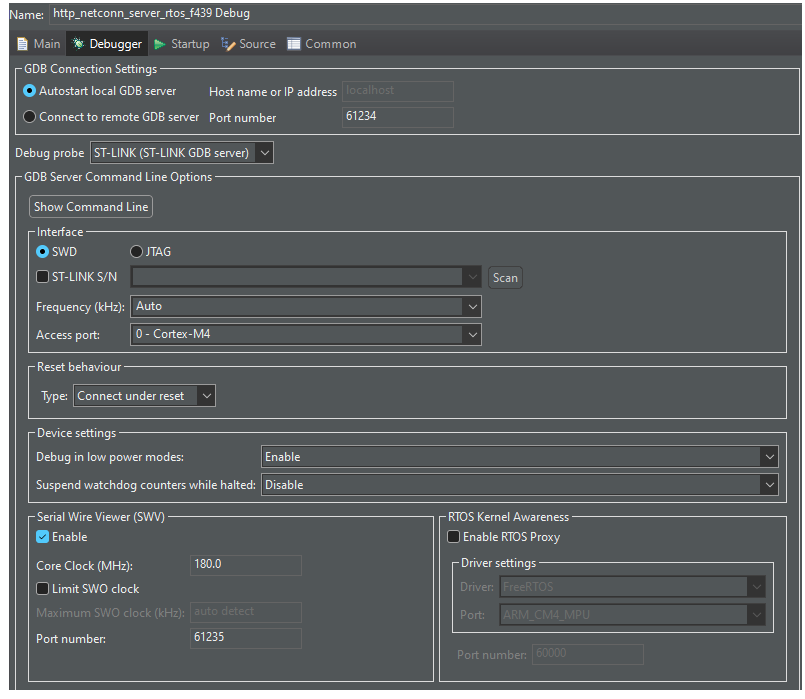 Name: http_netconn_server_rtos_f439 Debug
Main Debugger Startup Source Common
GDB Connection Settings
Autostart local GDB server Host name or IP address localhost
Connect to remote GDB server Port number 61234
Debug probe ST-LINK (ST-LINK GDB server)
GDB Server Command Line Options
Show Command Line
Interface
SWD JTAG
ST-LINK S/N Scan
Frequency (kHz): Auto
Access port: 0 - Cortex-M4
Reset behaviour
Type: Connect under reset
Device settings
Debug in low power modes: Enable
Suspend watchdog counters while halted: Disable
Serial Wire Viewer (SWV)
Enable
Core Clock (MHz): 180.0
Limit SWO clock
Maximum SWO clock (kHz): auto detect
Port number: 61235
RTOS Kernel Awareness
Enable RTOS Proxy
Driver settings
Driver: FreeRTOS
Port: ARM_CM4_MPU
Port number: 60000